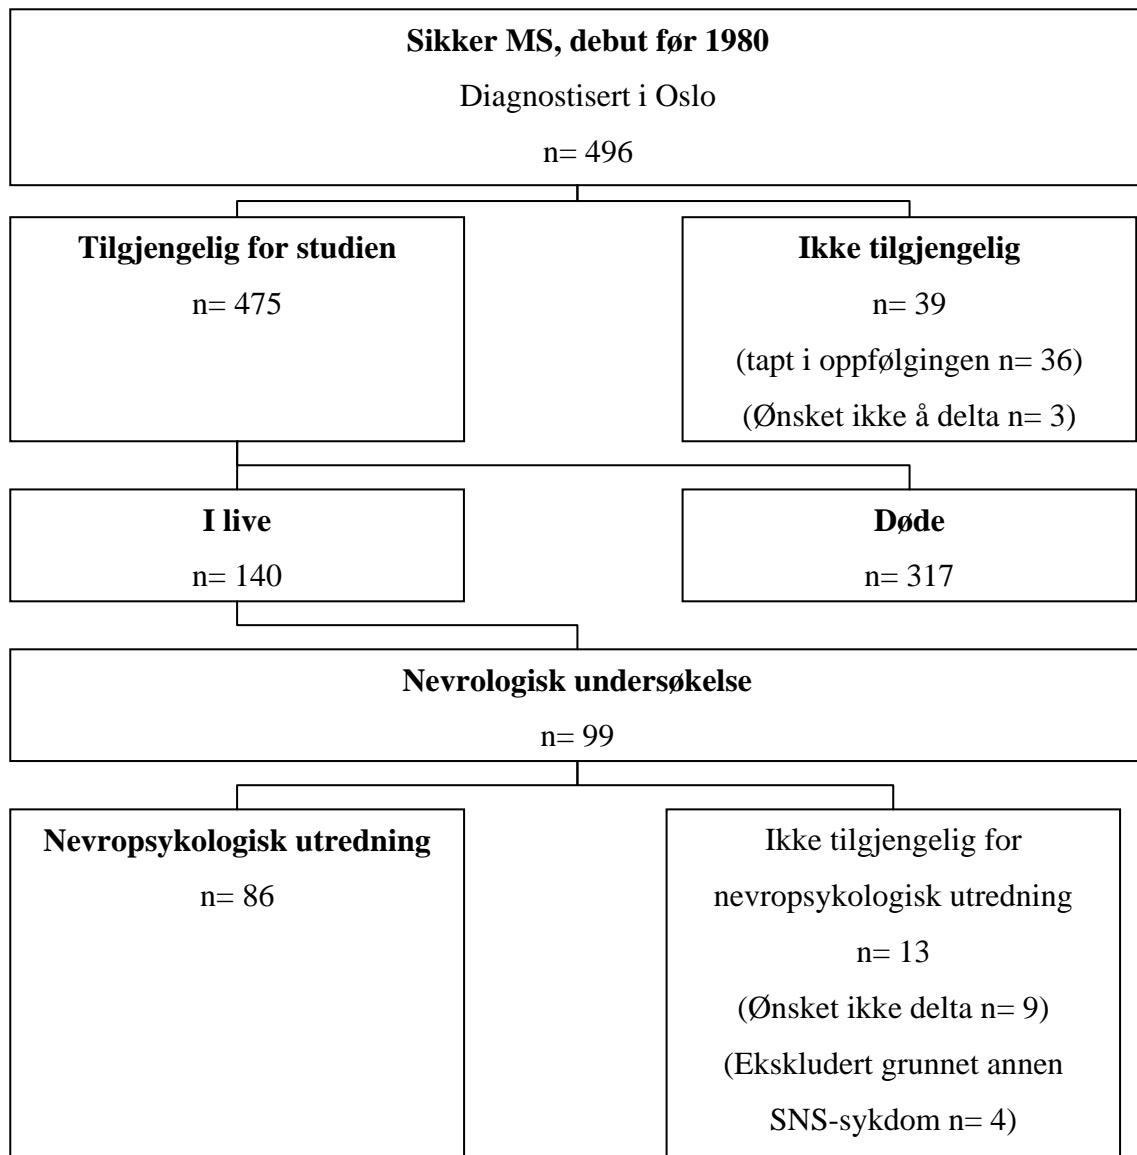 Sikker MS, debut før 1980
Diagnostisert i Oslo
n= 496
Tilgjengelig for studien
n= 475
Ikke tilgjengelig
n= 39
(tapt i oppfølgingen n= 36)
(Ønsket ikke å delta n= 3)
I live
n= 140
Døde
n= 317
Nevrologisk undersøkelse
n= 99
Nevropsykologisk utredning
n= 86
Ikke tilgjengelig for
nevropsykologisk utredning
n= 13
(Ønsket ikke delta n= 9)
(Ekskludert grunnet annen
SNS-sykdom n= 4)